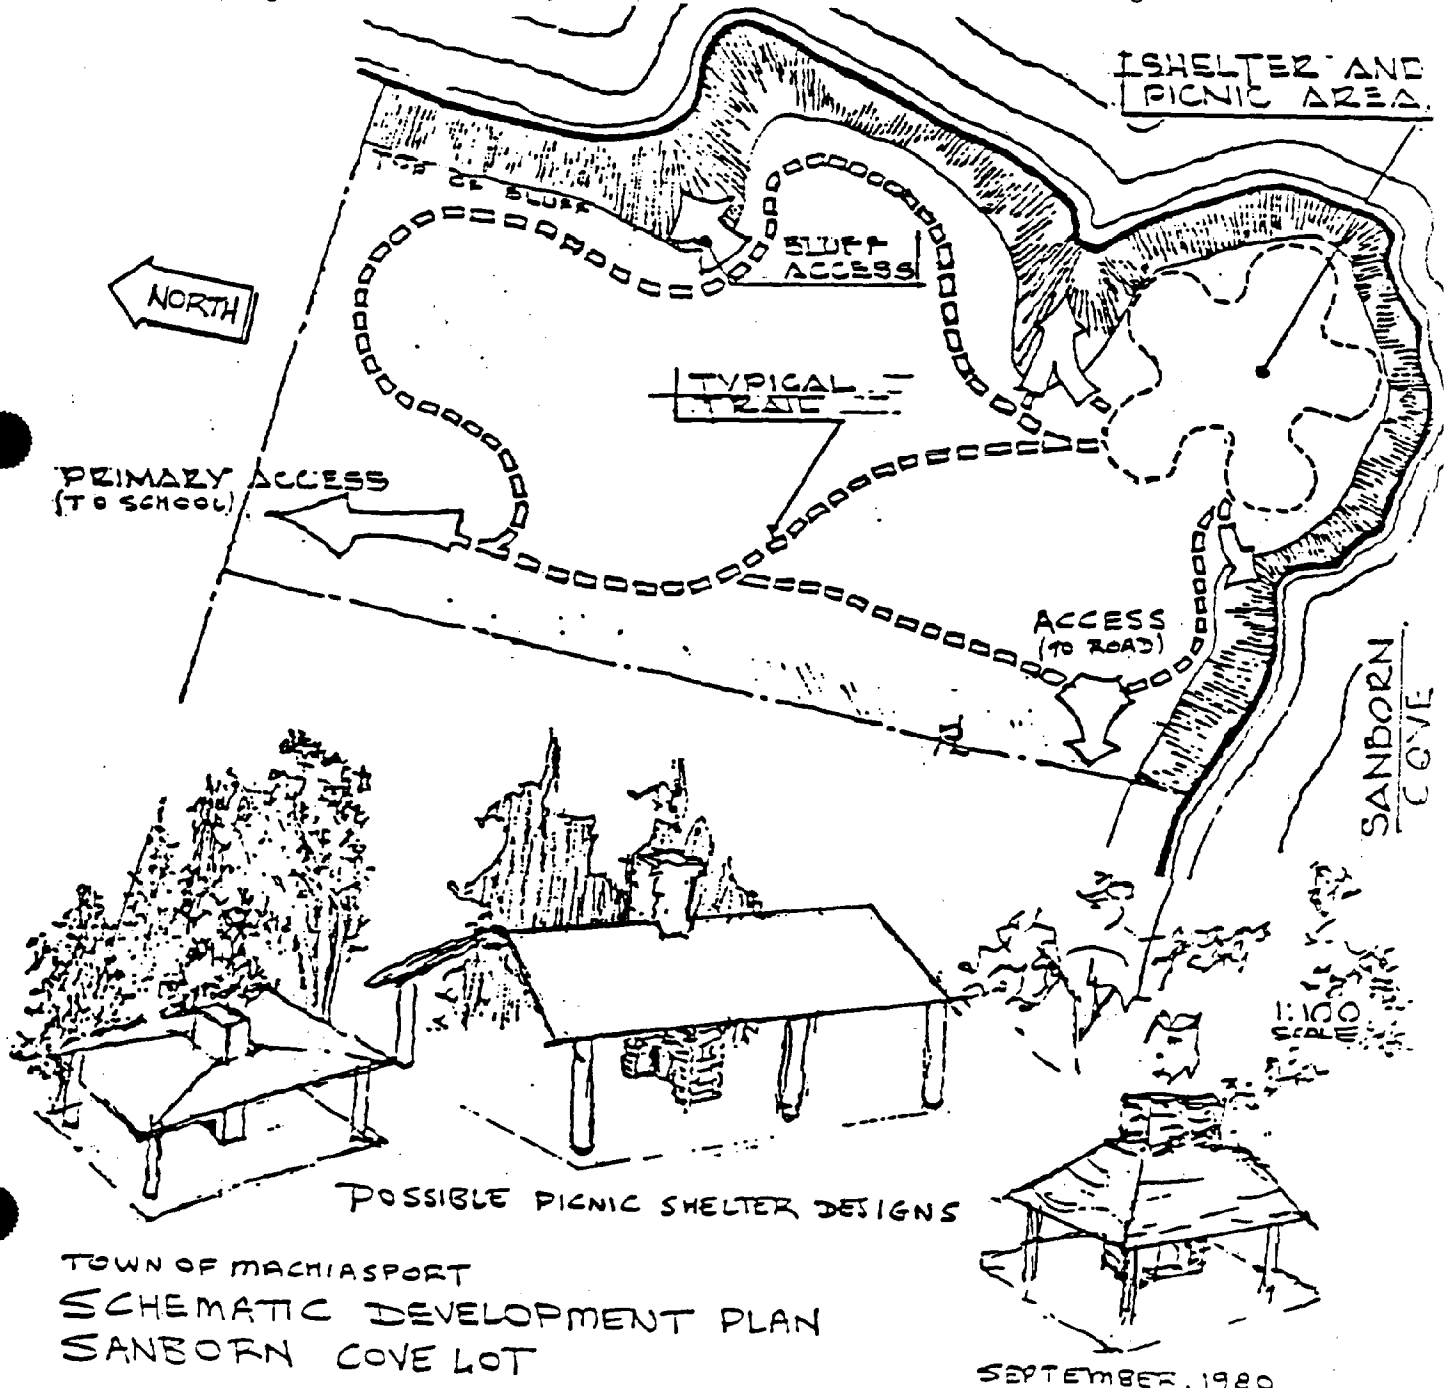 SHELTER AND
PICNIC AREA
TOP OF BLUFF
BLUFF
ACCESS
NORTH
TYPICAL
TRAIL
PRIMARY ACCESS
(TO SCHOOL)
ACCESS
(TO ROAD)
SANBORN
COVE
1:100
SCALE
POSSIBLE PICNIC SHELTER DESIGNS
TOWN OF MACHIASPORT
SCHEMATIC DEVELOPMENT PLAN
SANBORN COVE LOT
SEPTEMBER, 1980